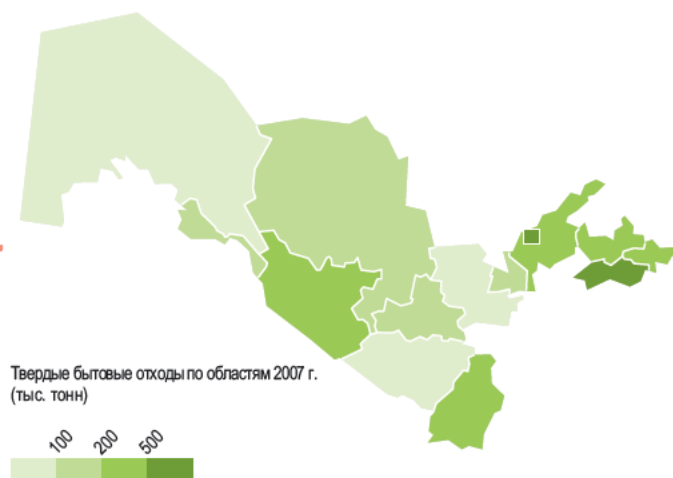 Твердые бытовые отходы по областям 2007 г.
(тыс. тонн)
100 200 500